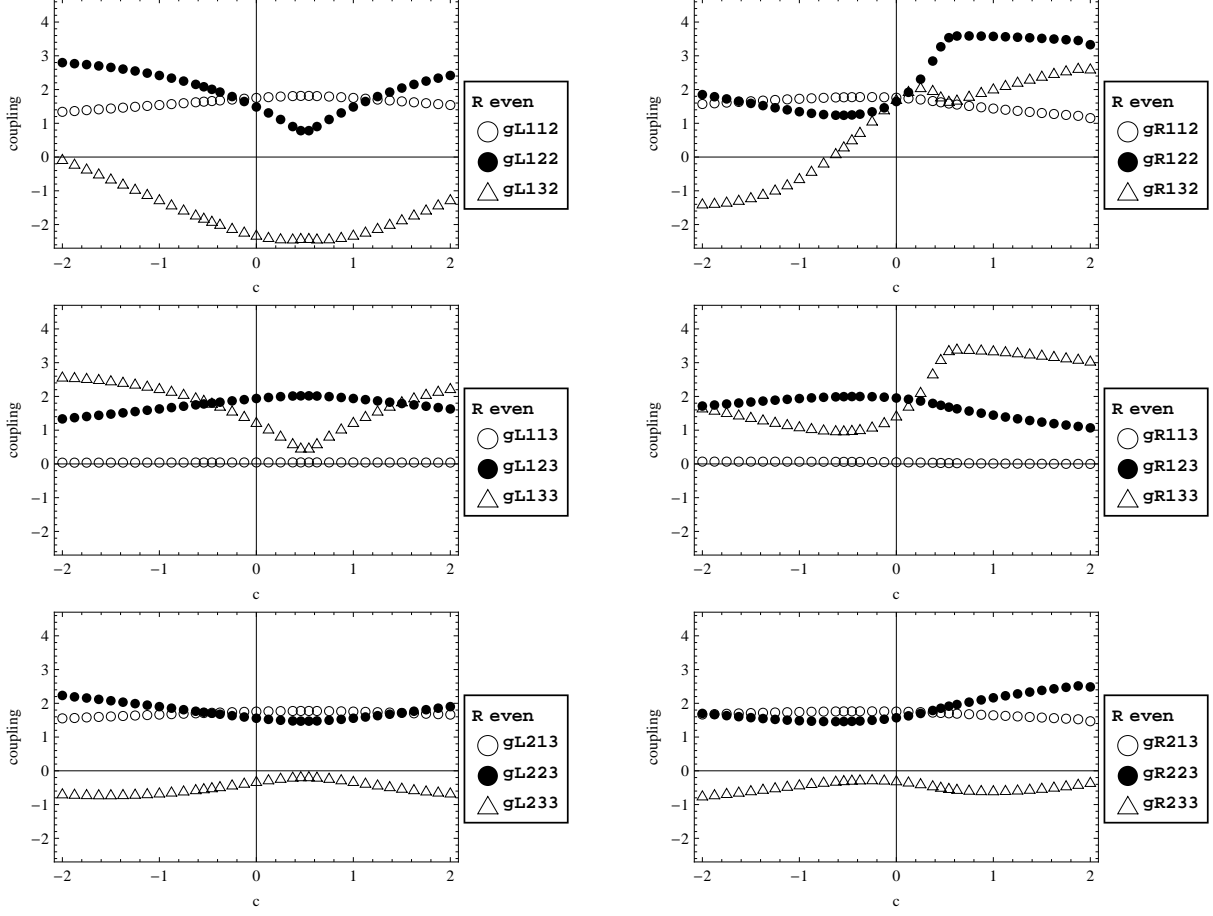 4
3
2
1
0
−1
−2
coupling
−2 −1 0 1 2
c
R even
gL112
gL122
gL132
4
3
2
1
0
−1
−2
coupling
−2 −1 0 1 2
c
R even
gR112
gR122
gR132
4
3
2
1
0
−1
−2
coupling
−2 −1 0 1 2
c
R even
gL113
gL123
gL133
4
3
2
1
0
−1
−2
coupling
−2 −1 0 1 2
c
R even
gR113
gR123
gR133
4
3
2
1
0
−1
−2
coupling
−2 −1 0 1 2
c
R even
gL213
gL223
gL233
4
3
2
1
0
−1
−2
coupling
−2 −1 0 1 2
c
R even
gR213
gR223
gR233